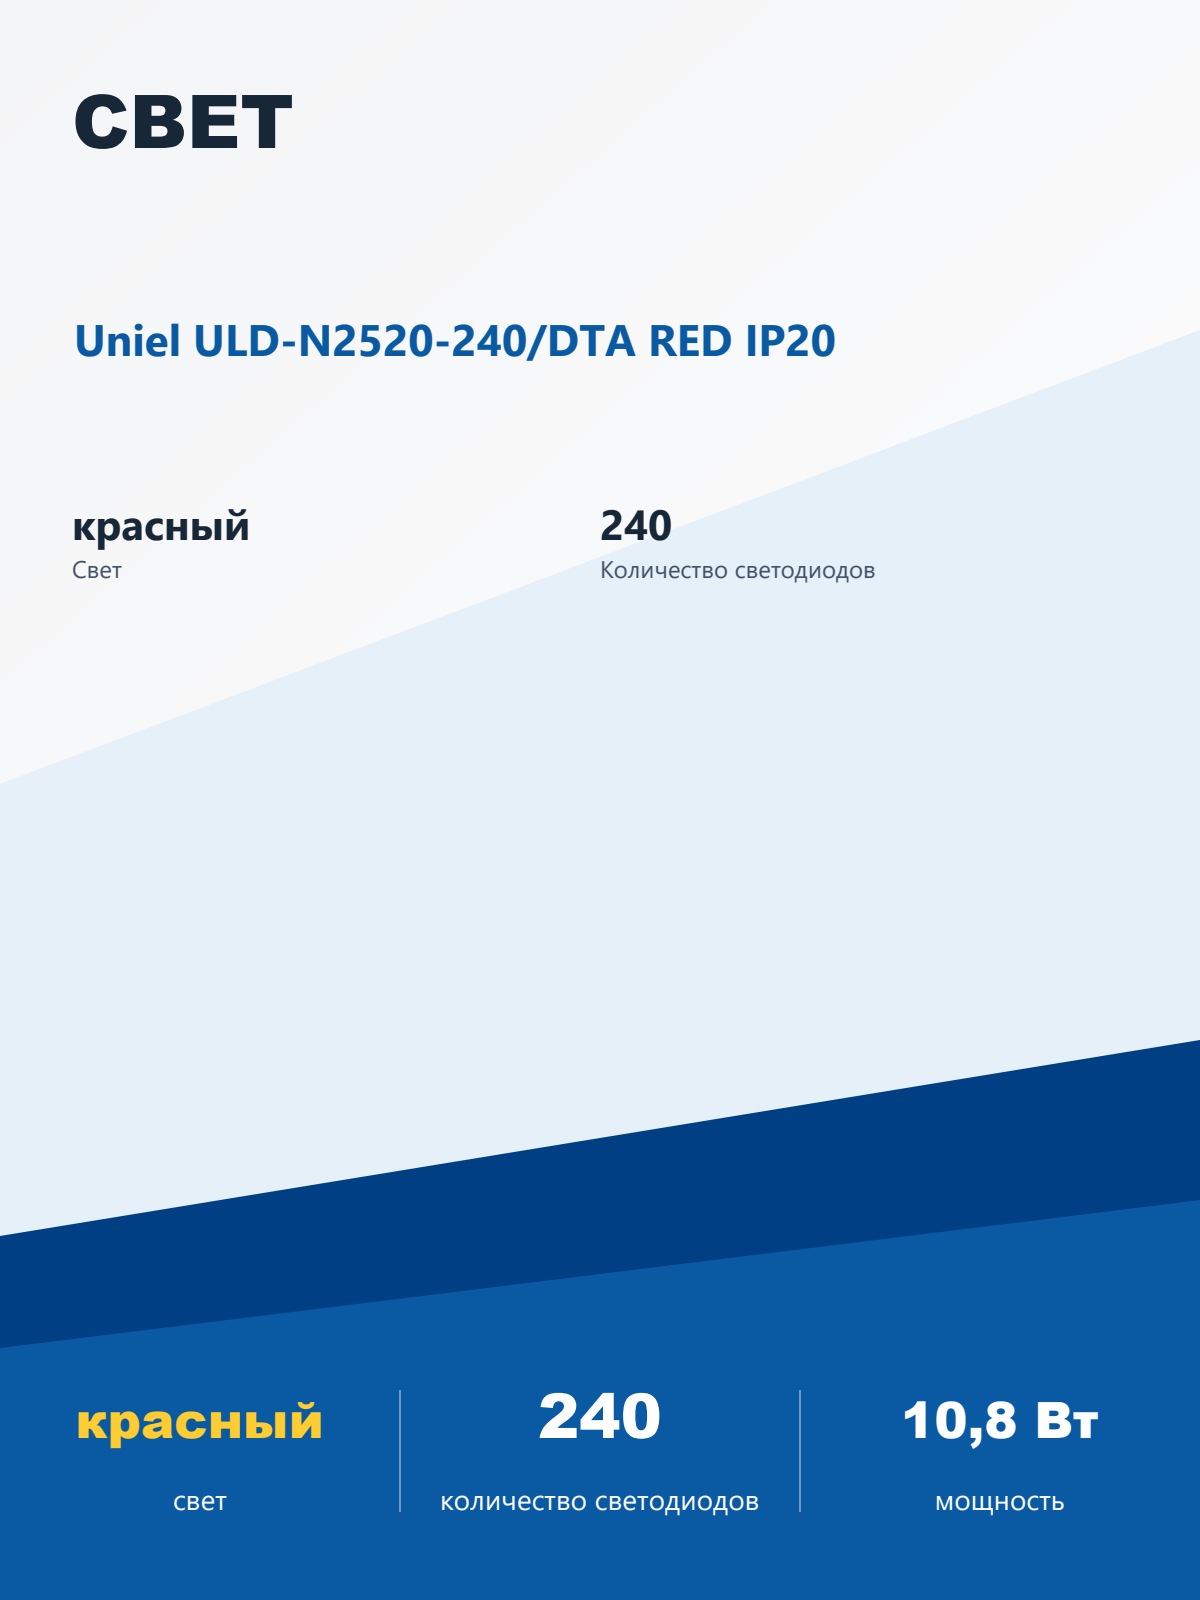 СВЕТ
Uniel ULD-N2520-240/DTA RED IP20
красный
Свет
240
Количество светодиодов
красный
свет
240
количество светодиодов
10,8 Вт
мощность